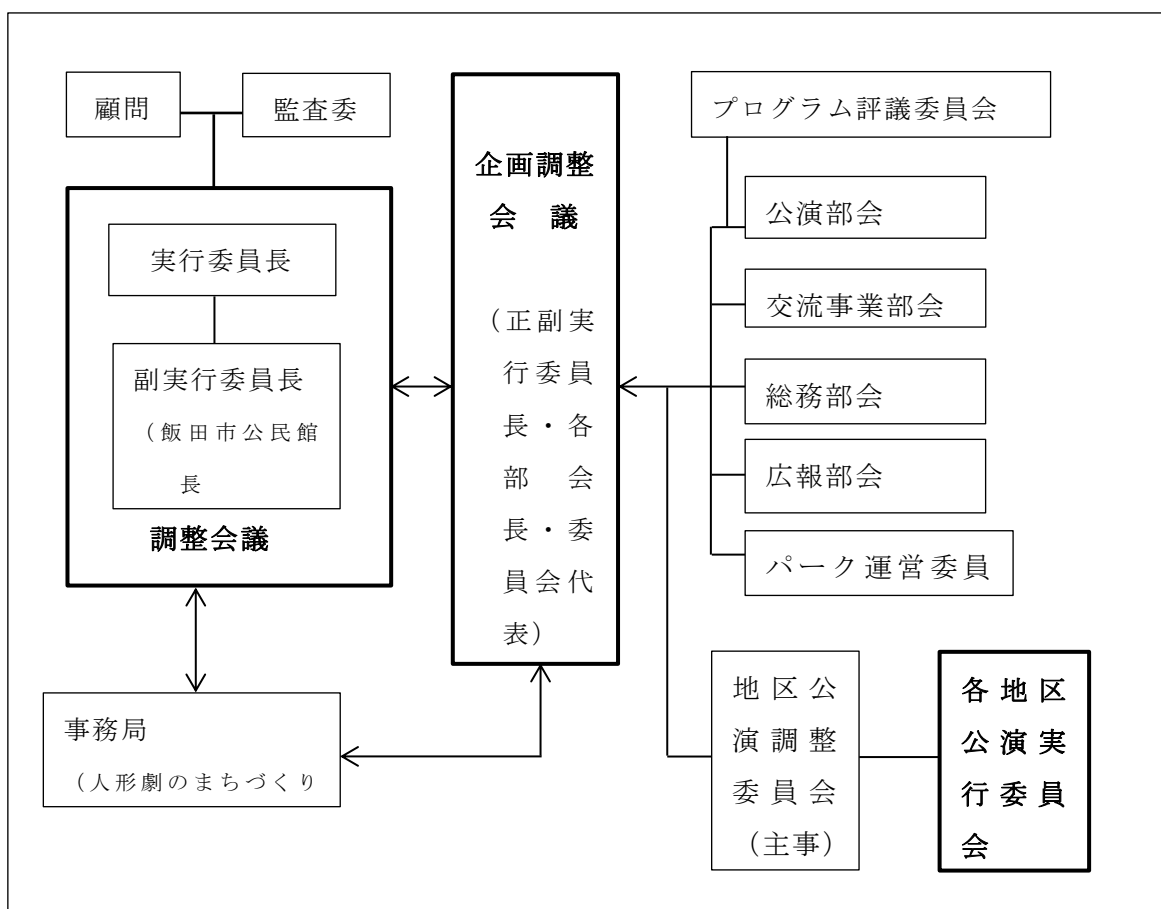 顧問
監査委
実行委員長
副実行委員長
（飯田市公民館
長
調整会議
事務局
（人形劇のまちづくり
企画調整
会　議
（正副実
行委員
長・各
部　会
長・委
員会代
表）
プログラム評議委員会
公演部会
交流事業部会
総務部会
広報部会
パーク運営委員
地区公
演調整
委員会
（主事）
各地区
公演実
行委員
会